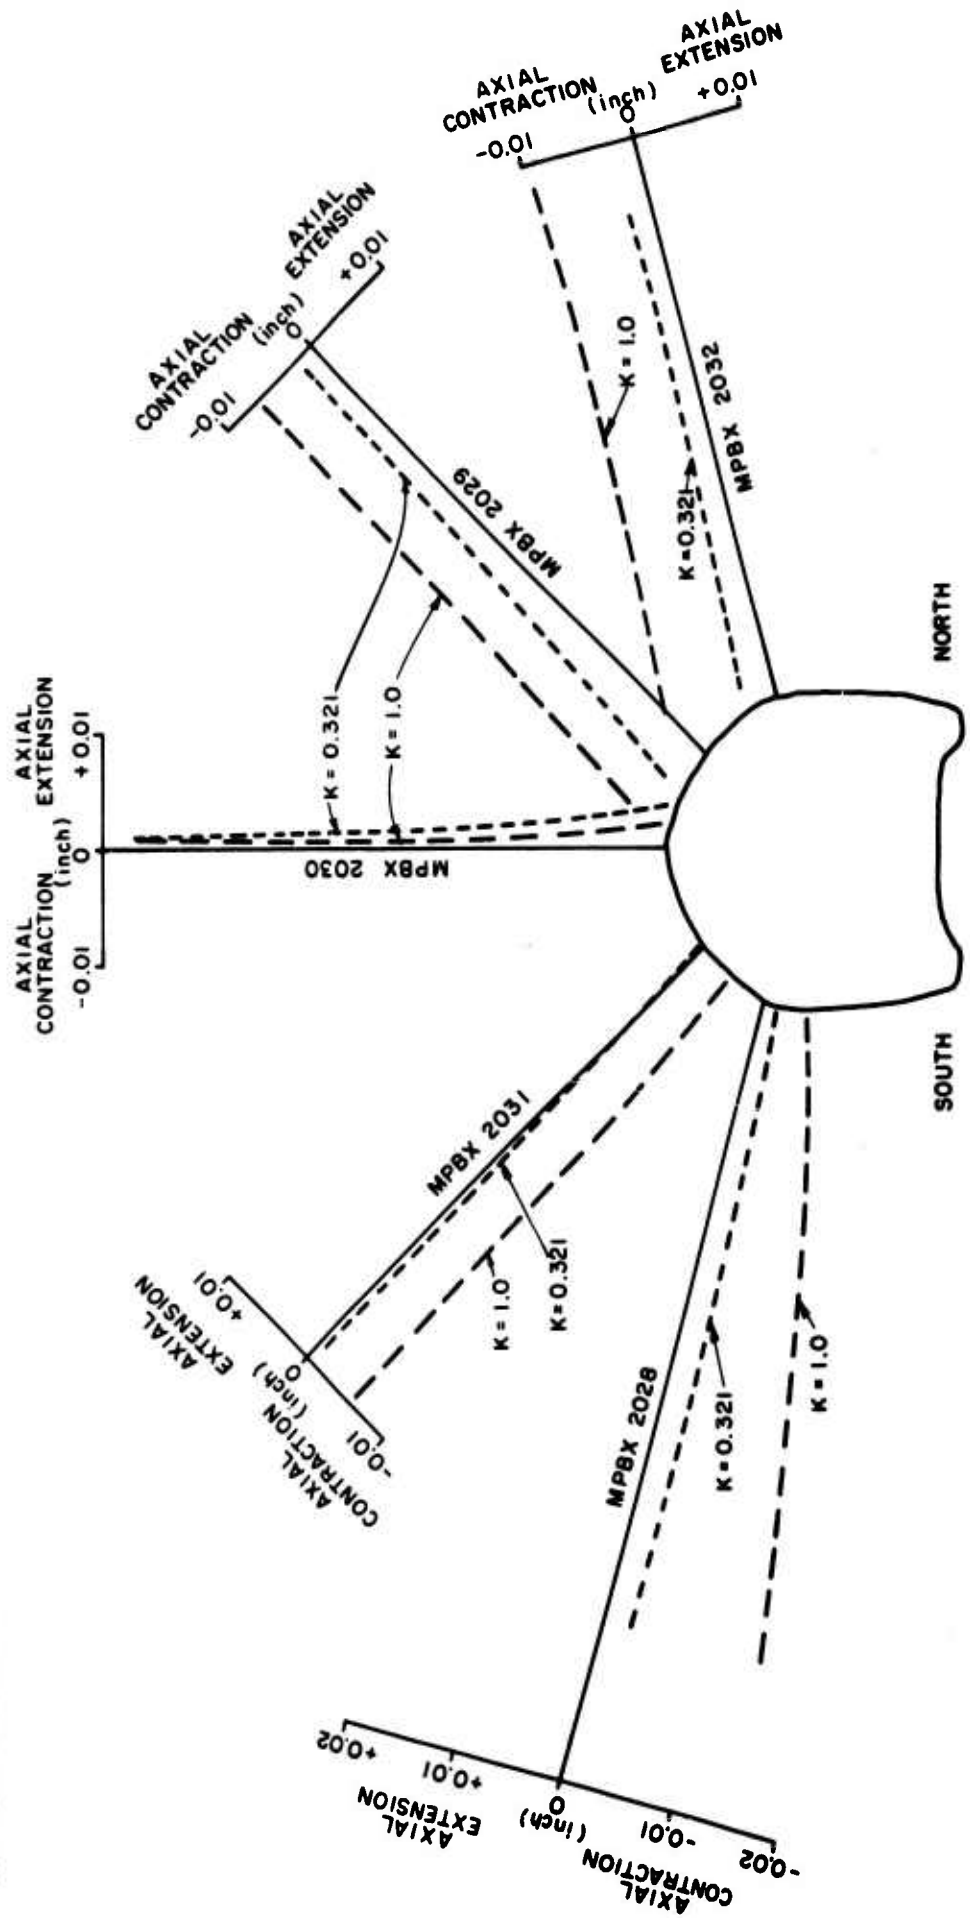 AXIAL
CONTRACTION
AXIAL
EXTENSION
(inch)
-0.01
0
+0.01
MPBX 2030
K = 0.321
K = 1.0
AXIAL
CONTRACTION
AXIAL
EXTENSION
(inch)
-0.01
0
+0.01
MPBX 2029
AXIAL
CONTRACTION
AXIAL
EXTENSION
(inch)
-0.01
0
+0.01
K = 1.0
K = 0.321
MPBX 2032
NORTH
AXIAL
EXTENSION
AXIAL
CONTRACTION
(inch)
+0.01
0
-0.01
MPBX 2031
K = 1.0
K = 0.321
AXIAL
EXTENSION
AXIAL
CONTRACTION
(inch)
+0.02
+0.01
0
-0.01
-0.02
MPBX 2028
K = 0.321
K = 1.0
SOUTH